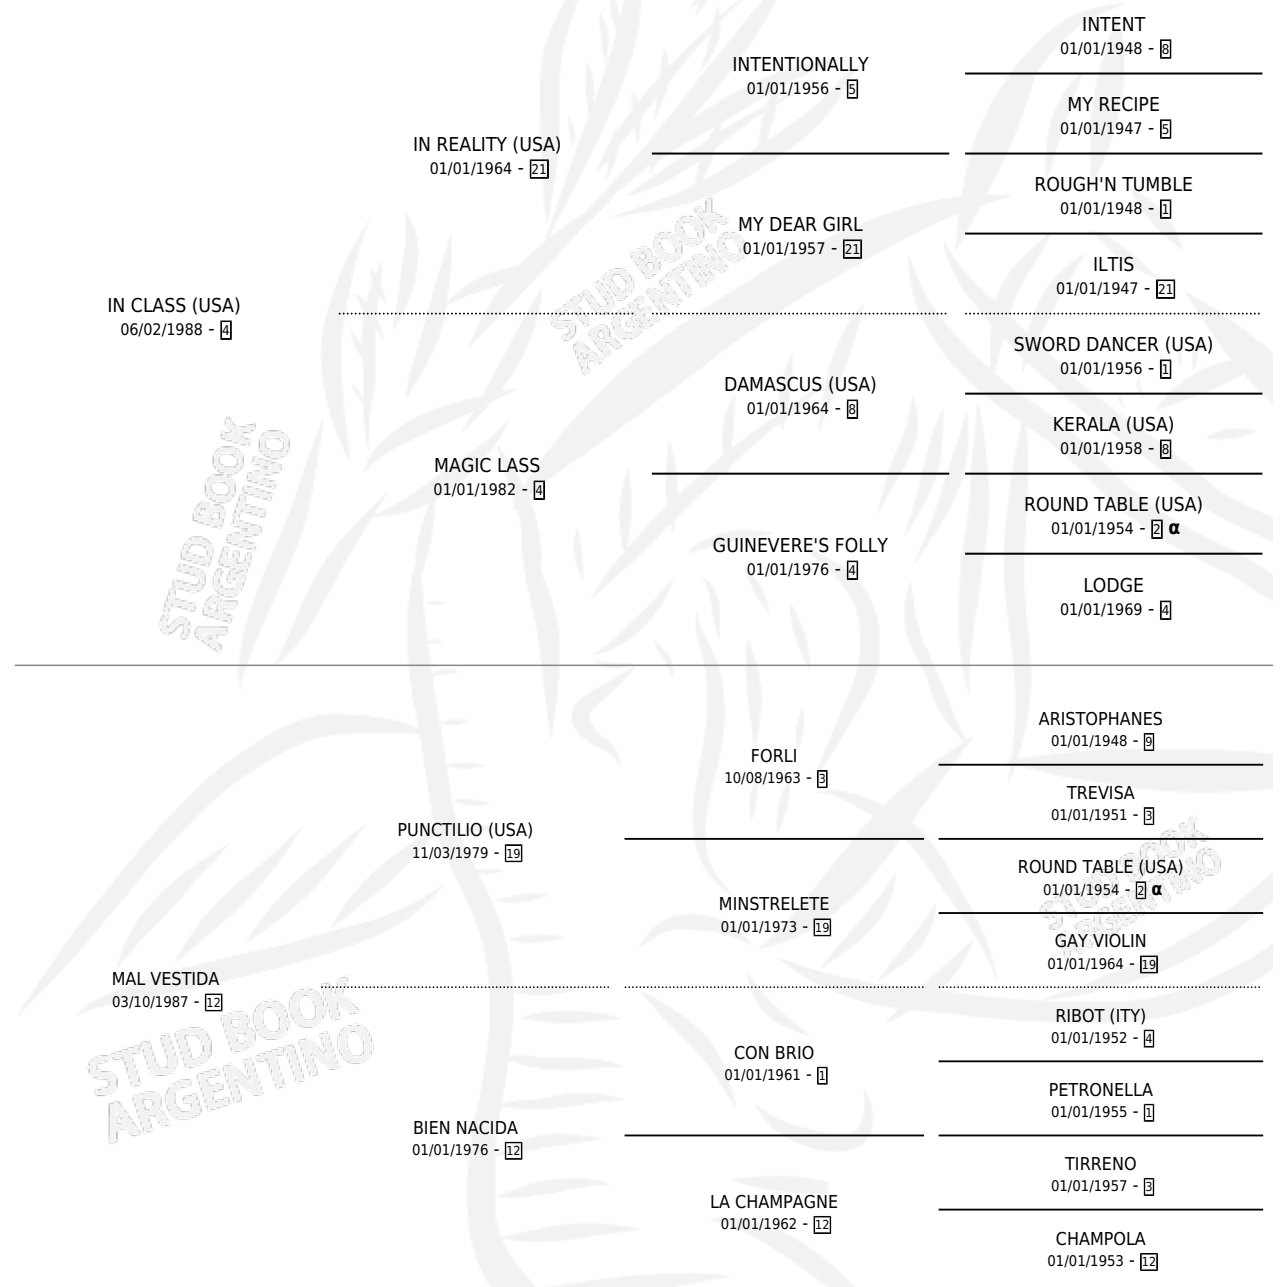 INTENT
01/01/1948 - 8
INTENTIONALLY
01/01/1956 - 5
MY RECIPE
01/01/1947 - 5
IN REALITY (USA)
01/01/1964 - 21
ROUGH'N TUMBLE
01/01/1948 - 1
MY DEAR GIRL
01/01/1957 - 21
ILTIS
01/01/1947 - 21
IN CLASS (USA)
06/02/1988 - 4
SWORD DANCER (USA)
01/01/1956 - 1
DAMASCUS (USA)
01/01/1964 - 8
KERALA (USA)
01/01/1958 - 8
MAGIC LASS
01/01/1982 - 4
ROUND TABLE (USA)
01/01/1954 - 2 α
GUINEVERE'S FOLLY
01/01/1976 - 4
LODGE
01/01/1969 - 4
ARISTOPHANES
01/01/1948 - 9
FORLI
10/08/1963 - 3
TREVISA
01/01/1951 - 3
PUNCTILIO (USA)
11/03/1979 - 19
ROUND TABLE (USA)
01/01/1954 - 2 α
MINSTRELETE
01/01/1973 - 19
GAY VIOLIN
01/01/1964 - 19
MAL VESTIDA
03/10/1987 - 12
RIBOT (ITY)
01/01/1952 - 4
CON BRIO
01/01/1961 - 1
PETRONELLA
01/01/1955 - 1
BIEN NACIDA
01/01/1976 - 12
TIRRENO
01/01/1957 - 3
LA CHAMPAGNE
01/01/1962 - 12
CHAMPOLA
01/01/1953 - 12
STUD BOOK
ARGENTINO
STUD BOOK
ARGENTINO
STUD BOOK
ARGENTINO
STUD BOOK
ARGENTINO